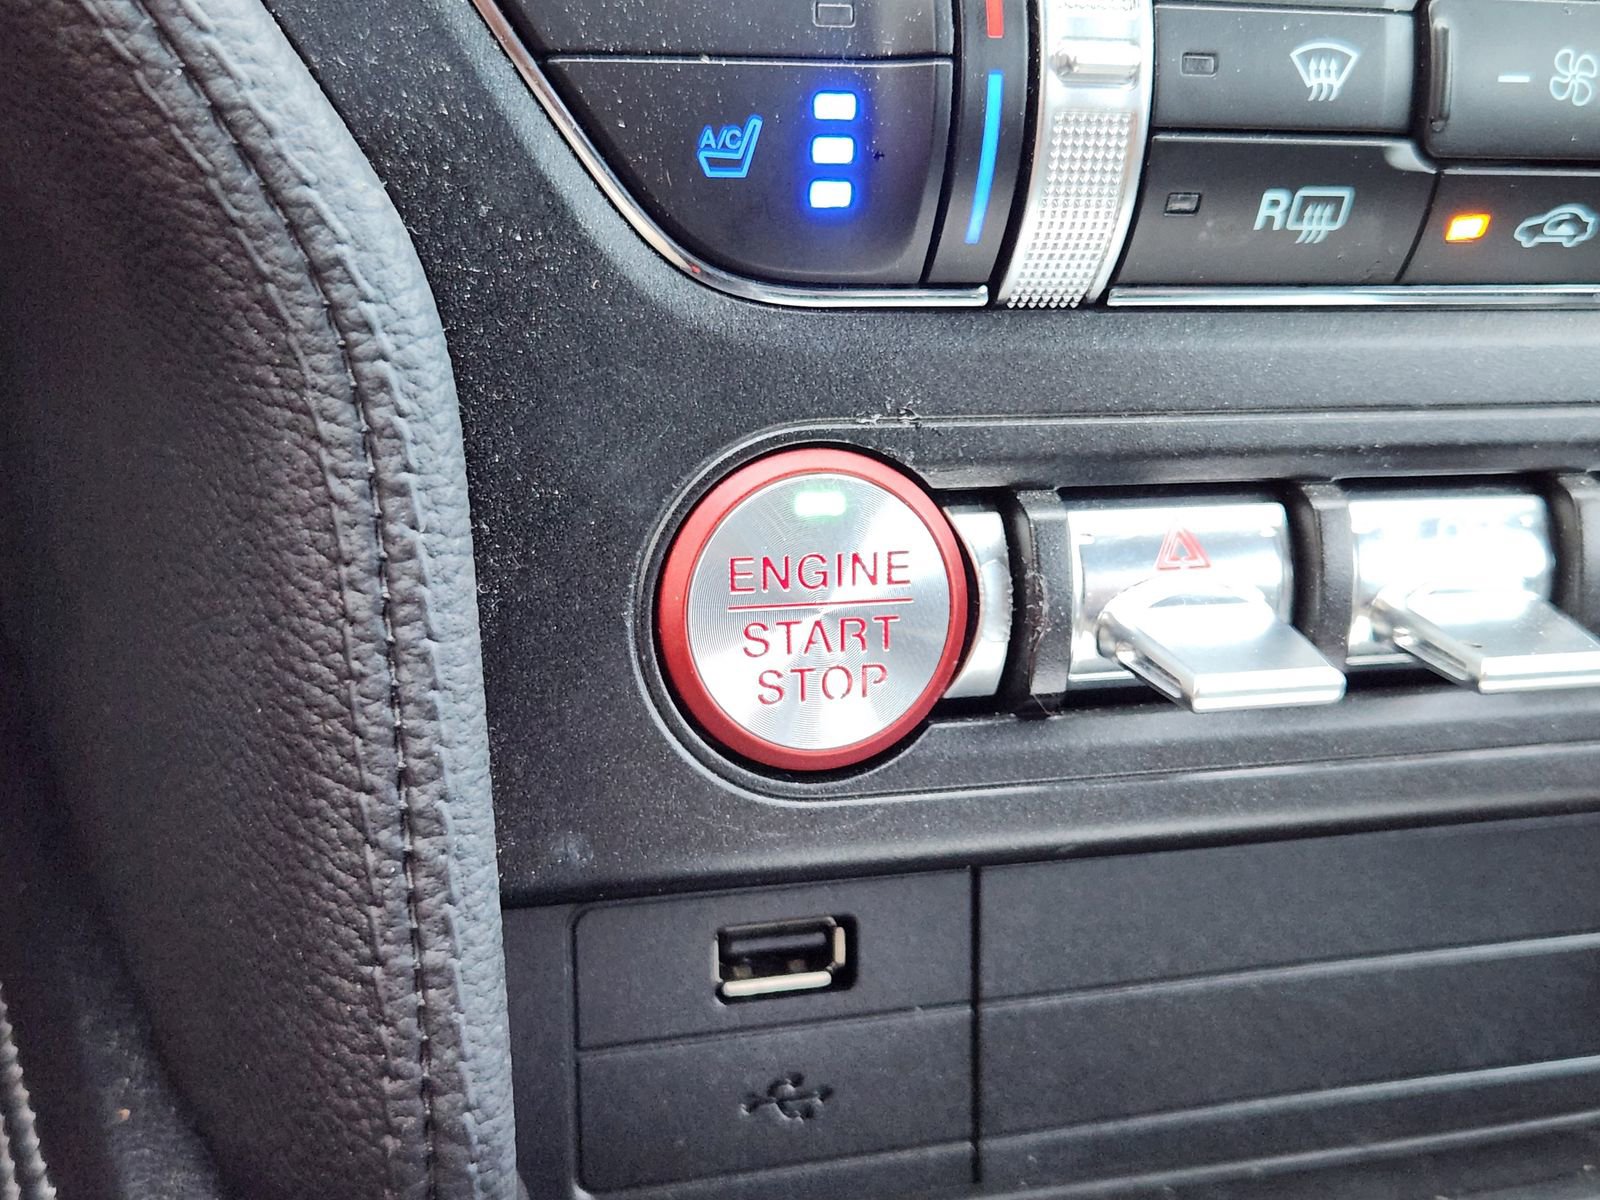 A/C
R
ENGINE
START
STOP